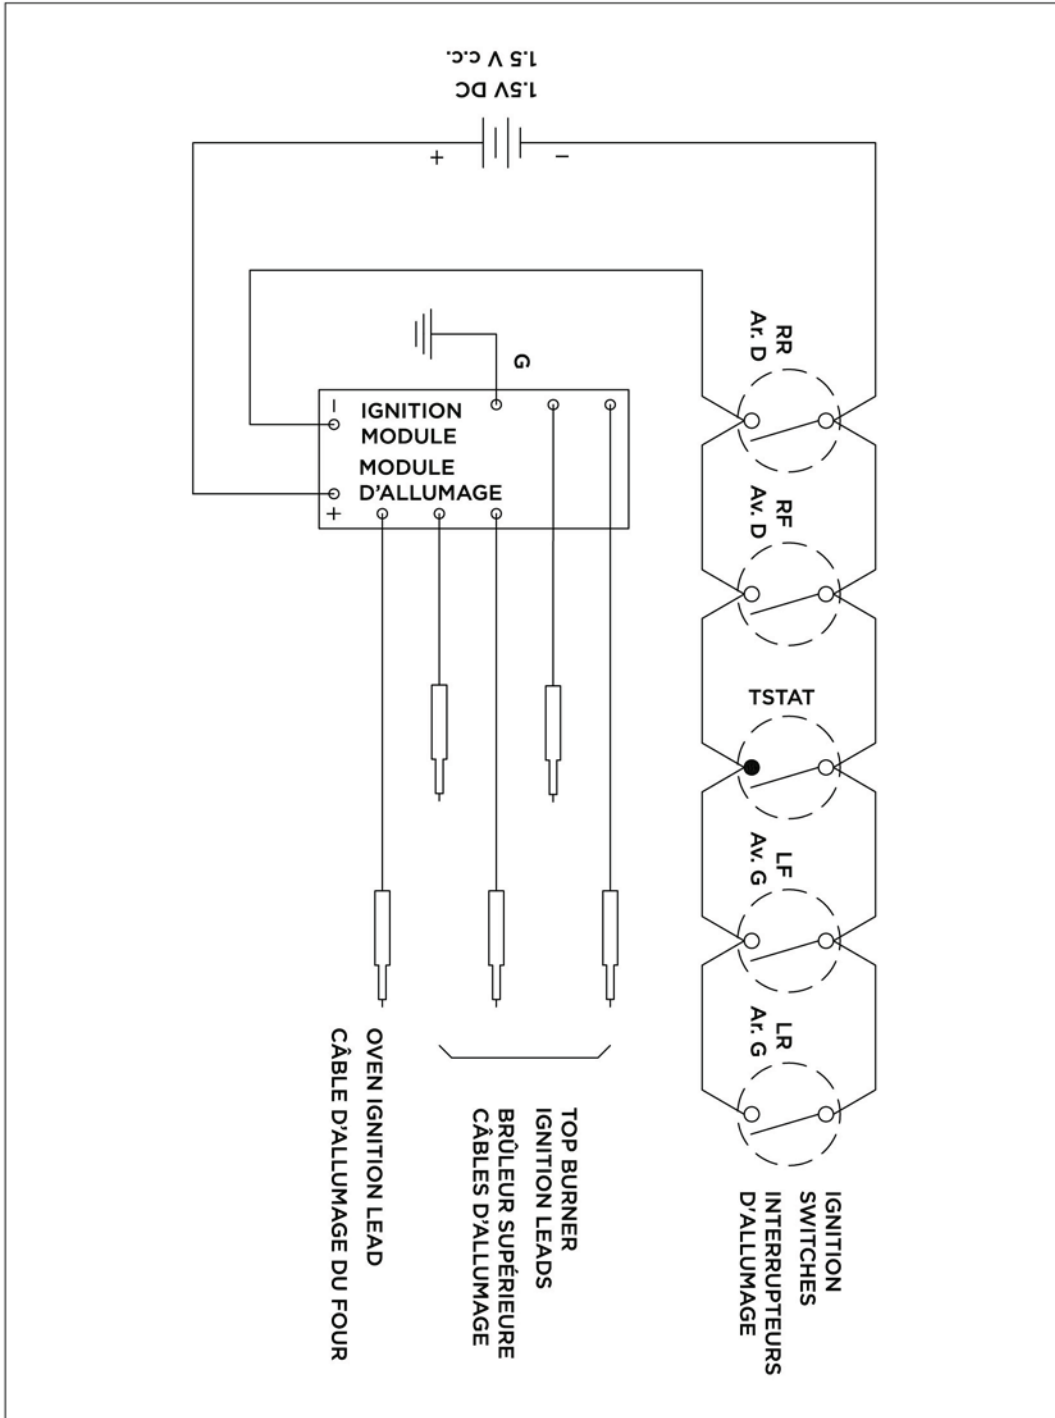 1.5V DC
1.5 V c.c.
+
−
G
−
IGNITION
MODULE
MODULE
D'ALLUMAGE
+
RR
Ar. D
RF
Av. D
TSTAT
LF
Av. G
LR
Ar. G
IGNITION
SWITCHES
INTERRUPTEURS
D'ALLUMAGE
TOP BURNER
IGNITION LEADS
BRÛLEUR SUPÉRIEURE
CÂBLES D'ALLUMAGE
OVEN IGNITION LEAD
CÂBLE D'ALLUMAGE DU FOUR